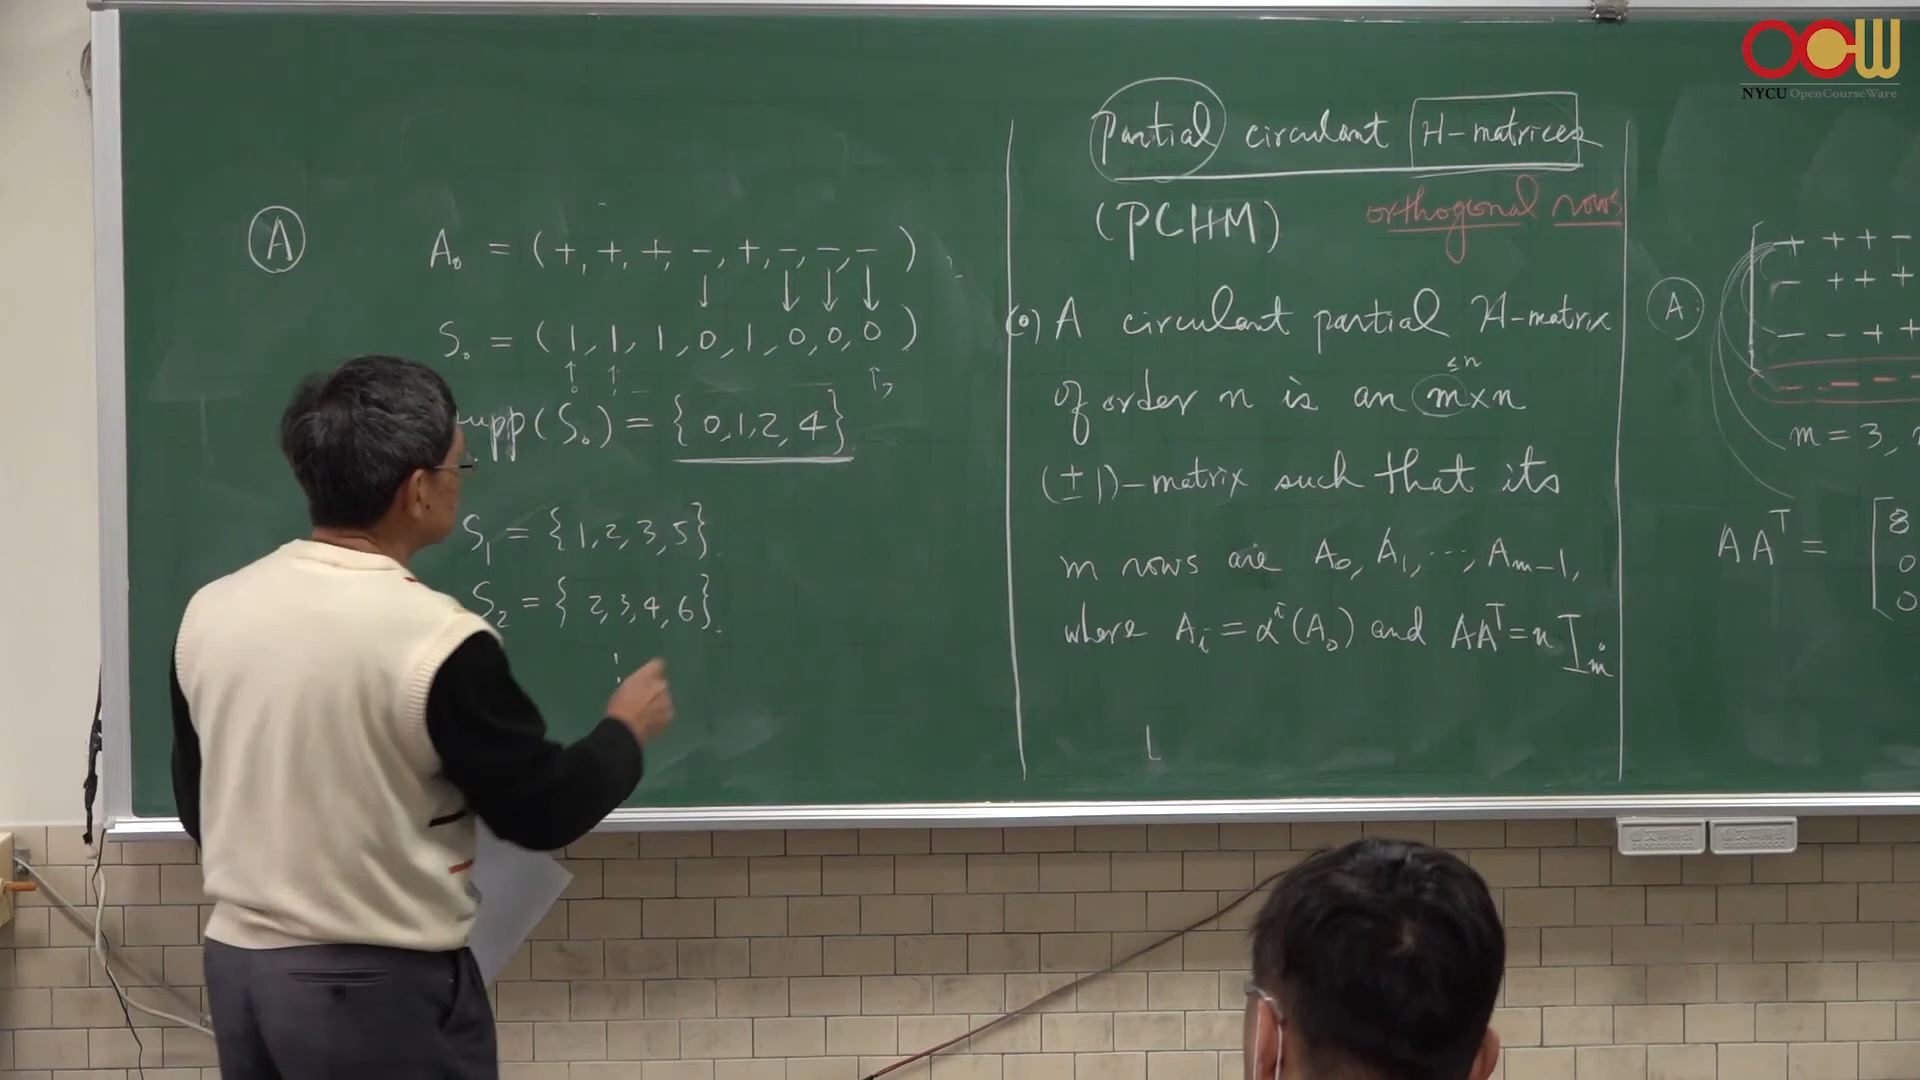 OCW
NYCU OpenCourseWare
A
A₀ = (+, +, +, -, +, -, -, -)
S₀ = (1, 1, 1, 0, 1, 0, 0, 0)
0 1 7
supp(S₀) = {0, 1, 2, 4}
S₁ = {1, 2, 3, 5}
S₂ = {2, 3, 4, 6}
Partial circulant H-matrices
(PCHM) orthogonal rows
(o) A circulant partial H-matrix
of order n is an m×n
≤n
(±1)-matrix such that its
m rows are A₀, A₁, ..., Aₘ₋₁,
where Aᵢ = αⁱ(A₀) and AAᵀ = n Iₘ
A
+ + + -
- + + +
- - + +
- - - -
m = 3,
AAᵀ = [8
0
0